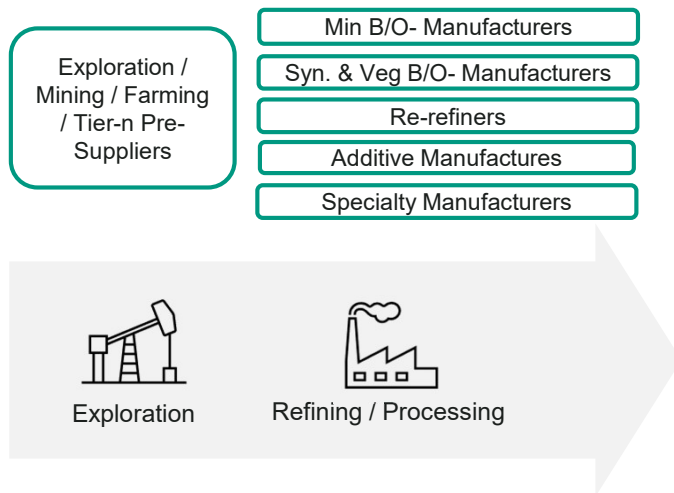 Exploration /
Mining / Farming
/ Tier-n Pre-
Suppliers
Min B/O- Manufacturers
Syn. & Veg B/O- Manufacturers
Re-refiners
Additive Manufactures
Specialty Manufacturers
Exploration
Refining / Processing